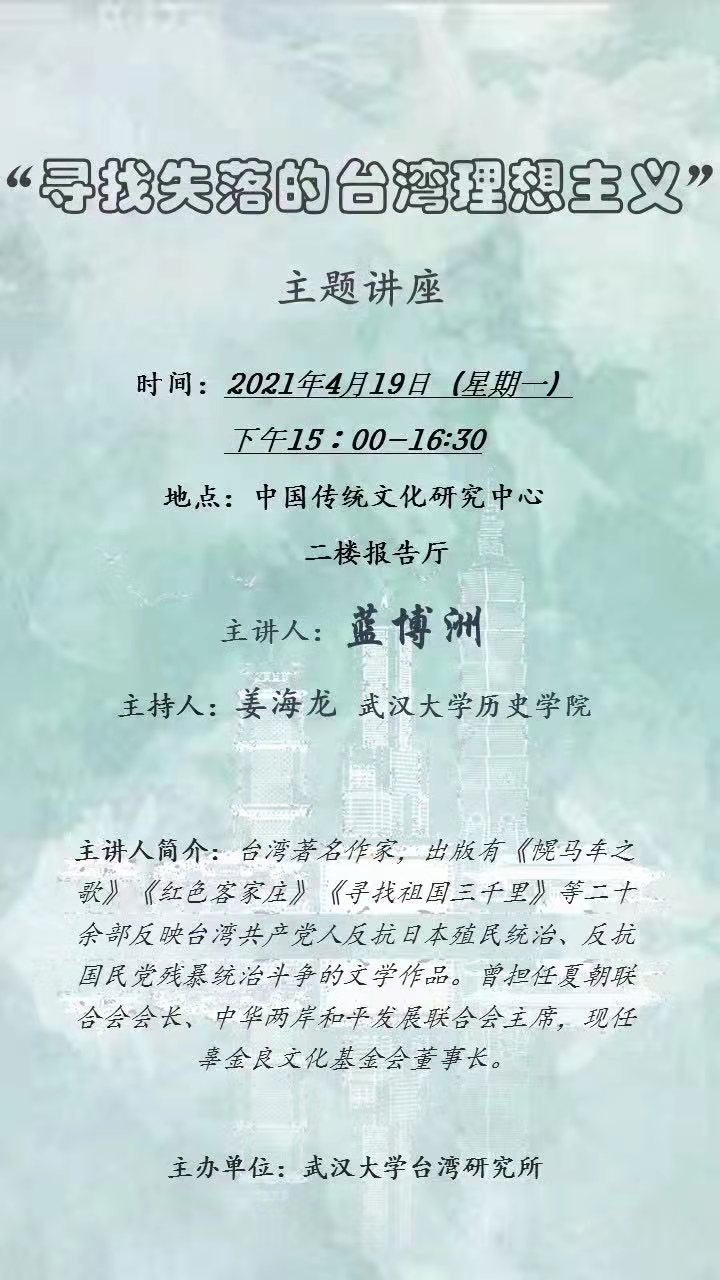 “寻找失落的台湾理想主义”
主题讲座
时间：2021年4月19日（星期一）
下午15：00-16:30
地点：中国传统文化研究中心
二楼报告厅
主讲人：蓝博洲
主持人：姜海龙 武汉大学历史学院
主讲人简介：台湾著名作家，出版有《幌马车之
歌》《红色客家庄》《寻找祖国三千里》等二十
余部反映台湾共产党人反抗日本殖民统治、反抗
国民党残暴统治斗争的文学作品。曾担任夏朝联
合会会长、中华两岸和平发展联合会主席，现任
辜金良文化基金会董事长。
主办单位：武汉大学台湾研究所